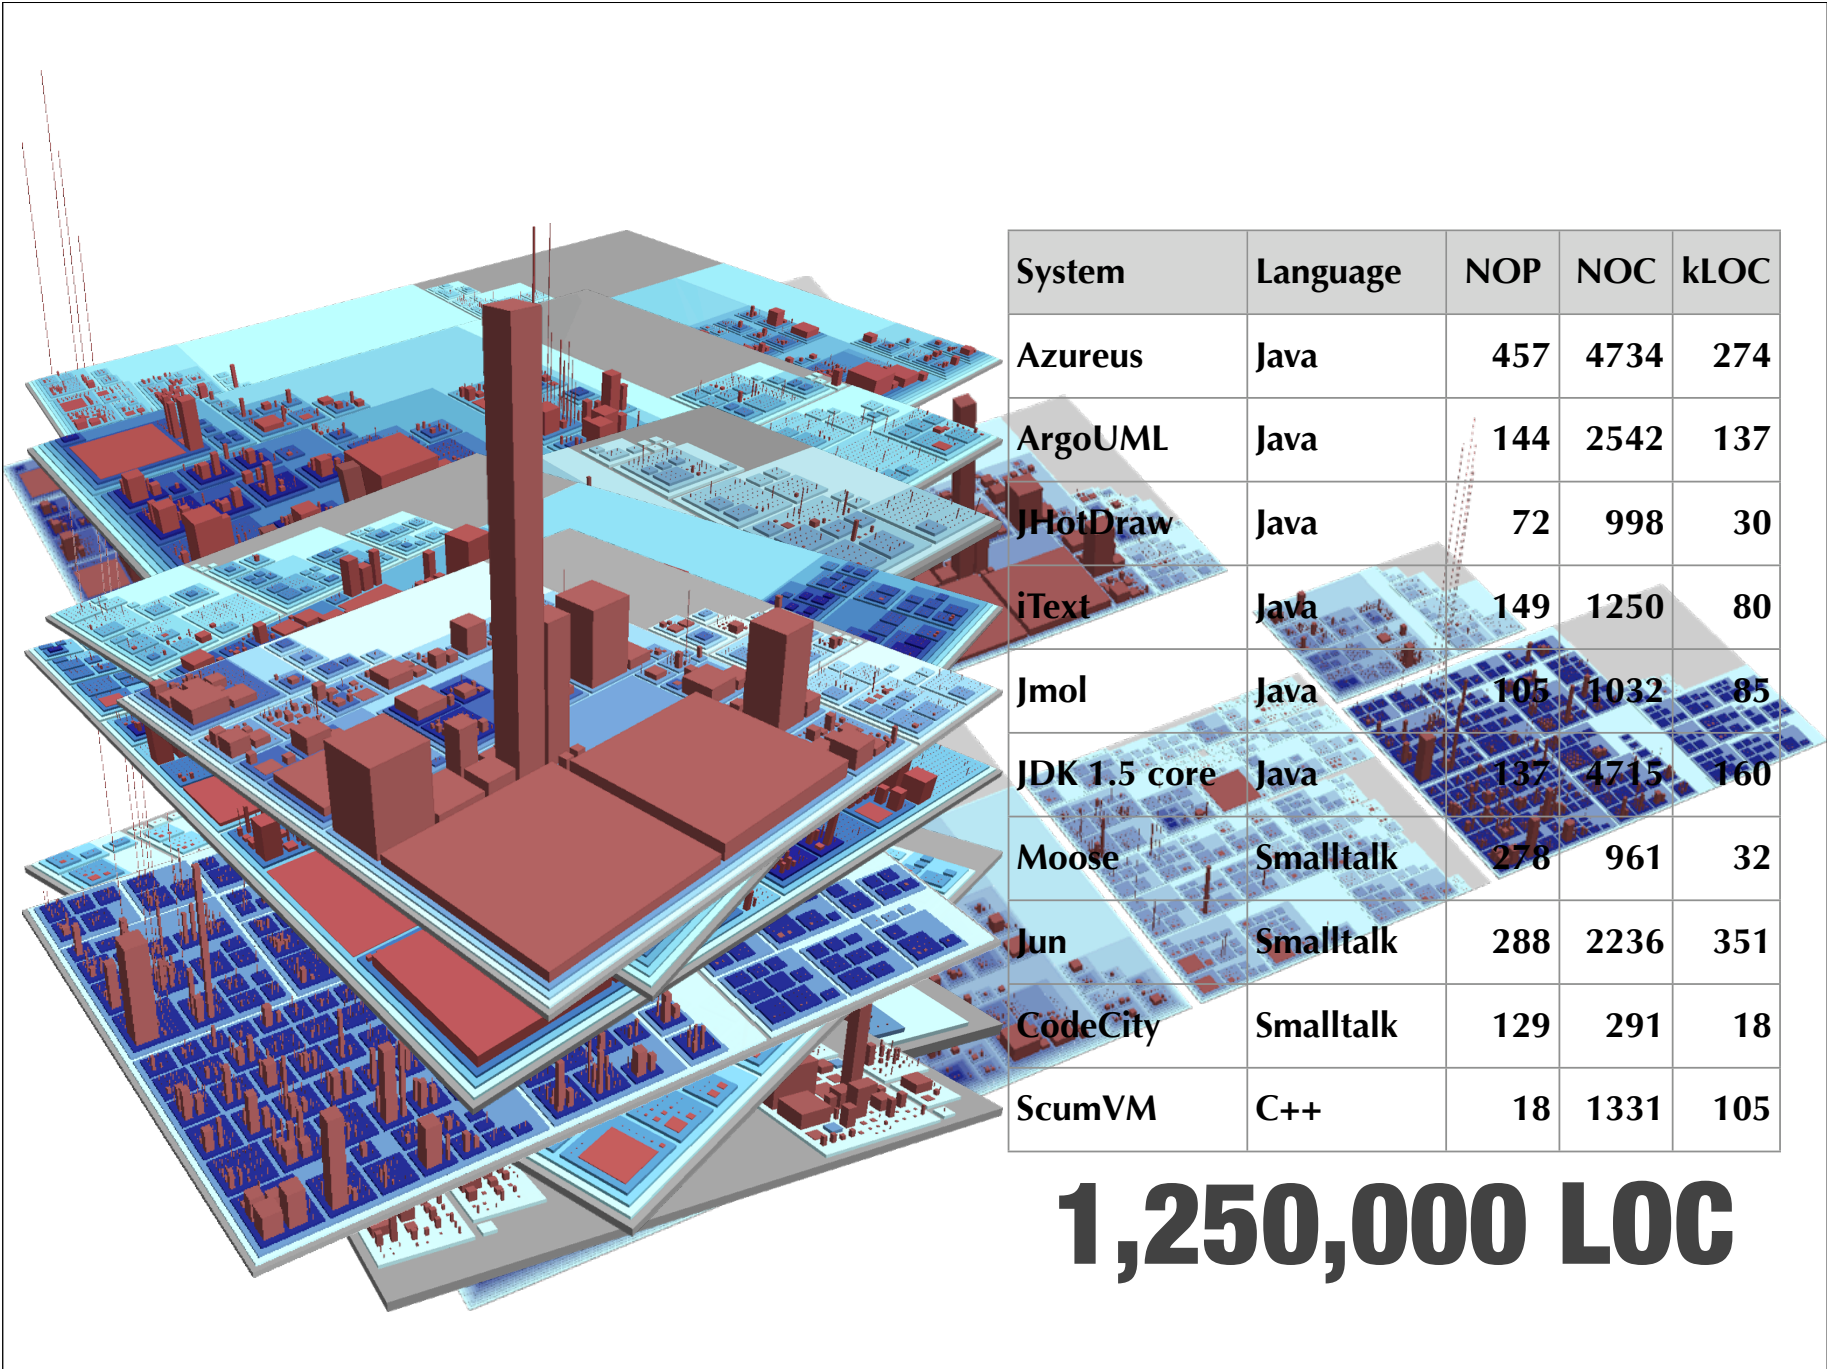 System Language NOP NOC kLOC
Azureus Java 457 4734 274
ArgoUML Java 144 2542 137
JHotDraw Java 72 998 30
iText Java 149 1250 80
Jmol Java 105 1032 85
JDK 1.5 core Java 137 4715 160
Moose Smalltalk 278 961 32
Jun Smalltalk 288 2236 351
CodeCity Smalltalk 129 291 18
ScumVM C++ 18 1331 105
1,250,000 LOC